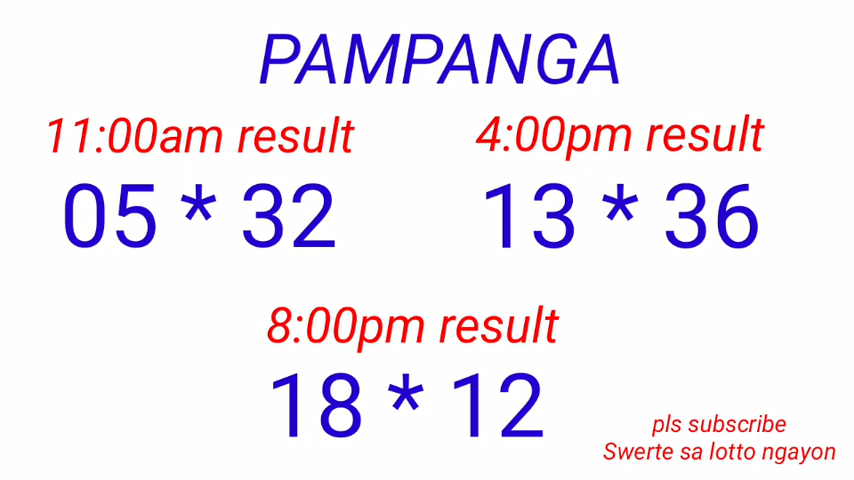 PAMPANGA
11:00am result
05 * 32
4:00pm result
13 * 36
8:00pm result
18 * 12
pls subscribe
Swerte sa lotto ngayon